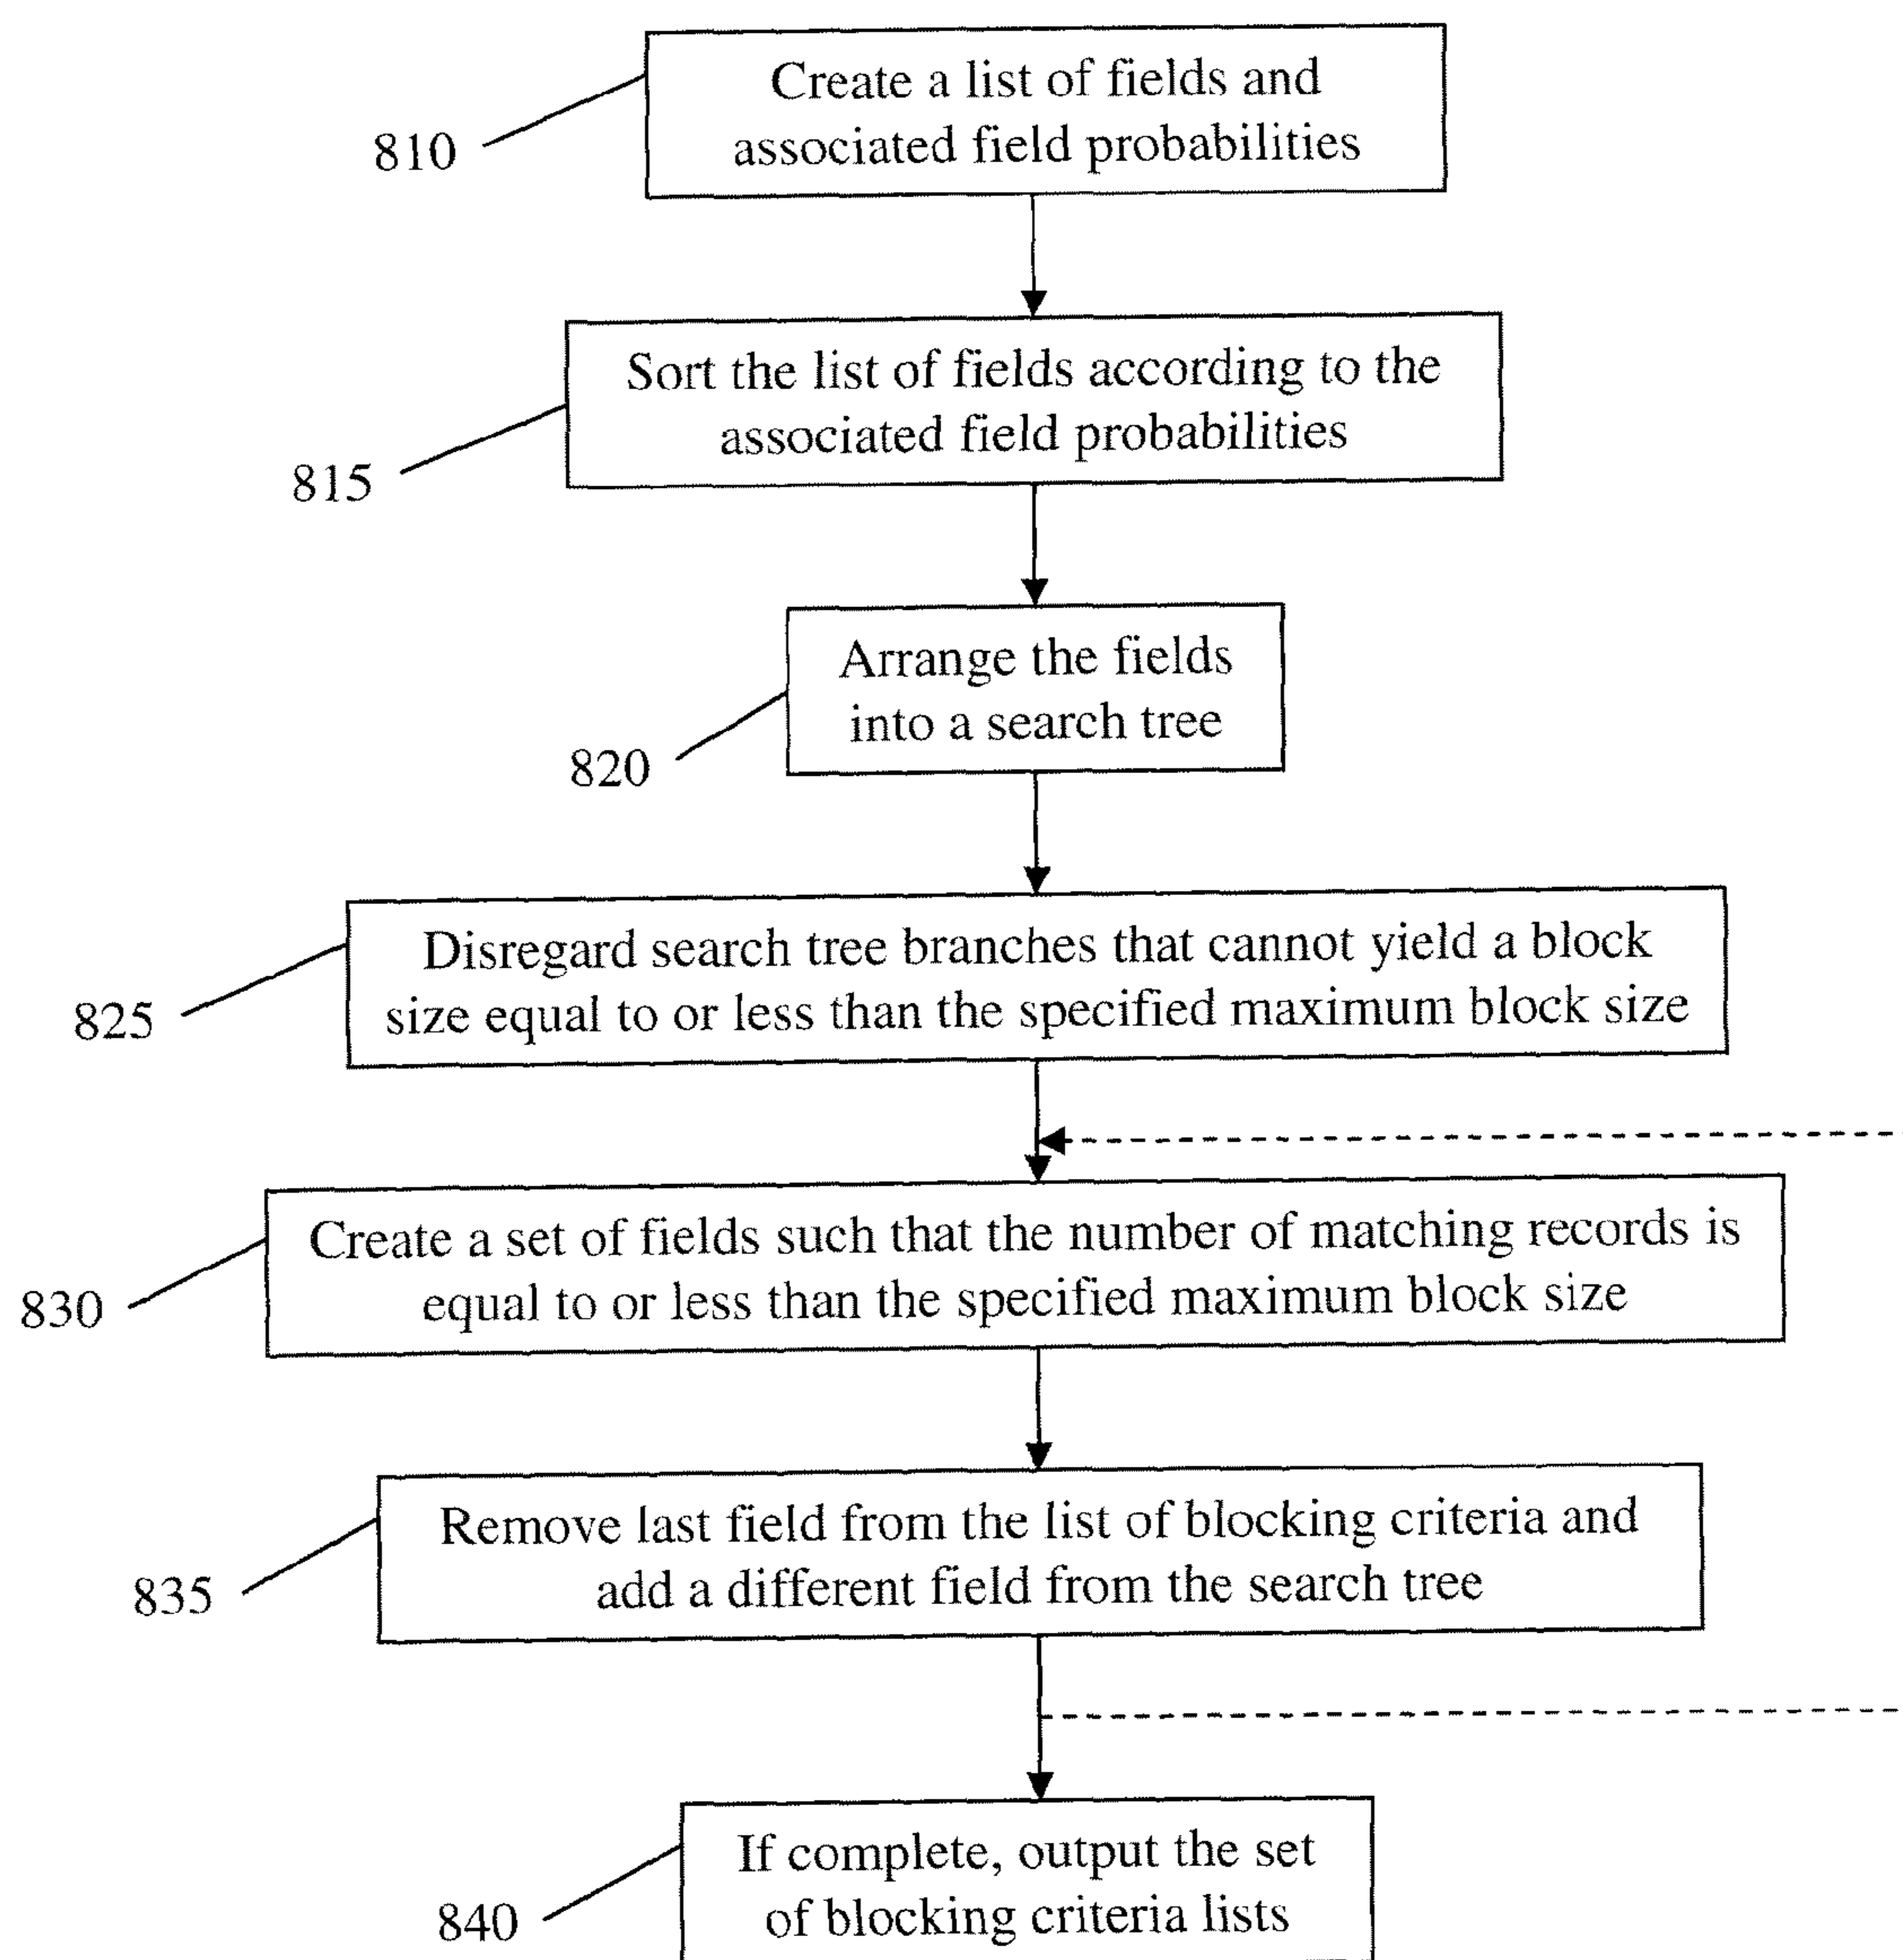 Create a list of fields and
associated field probabilities
810
Sort the list of fields according to the
associated field probabilities
815
Arrange the fields
into a search tree
820
Disregard search tree branches that cannot yield a block
size equal to or less than the specified maximum block size
825
Create a set of fields such that the number of matching records is
equal to or less than the specified maximum block size
830
Remove last field from the list of blocking criteria and
add a different field from the search tree
835
If complete, output the set
of blocking criteria lists
840